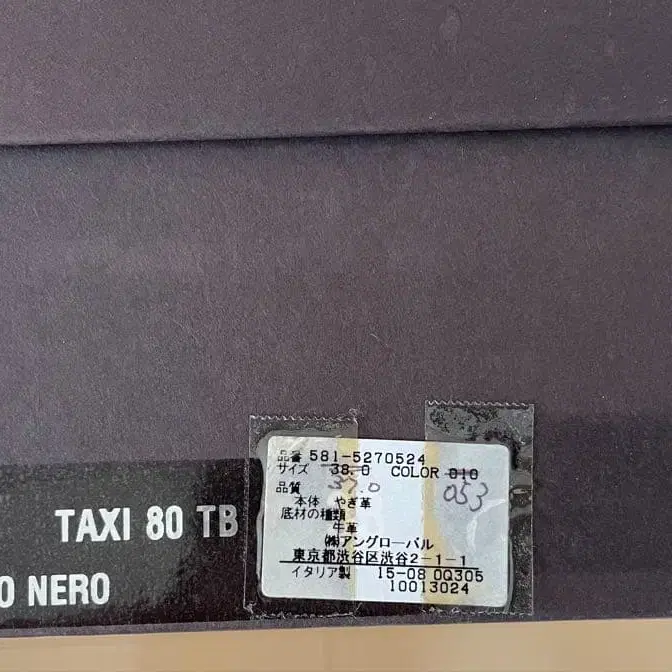 TAXI 80 TB
O NERO
品番 581-5270524
サイズ 38.0 COLOR 010
品質 37.0 053
本体 やぎ革
底材の種類
牛革
㈱アングローバル
東京都渋谷区渋谷2-1-1
イタリア製 15-08 0Q305
10013024